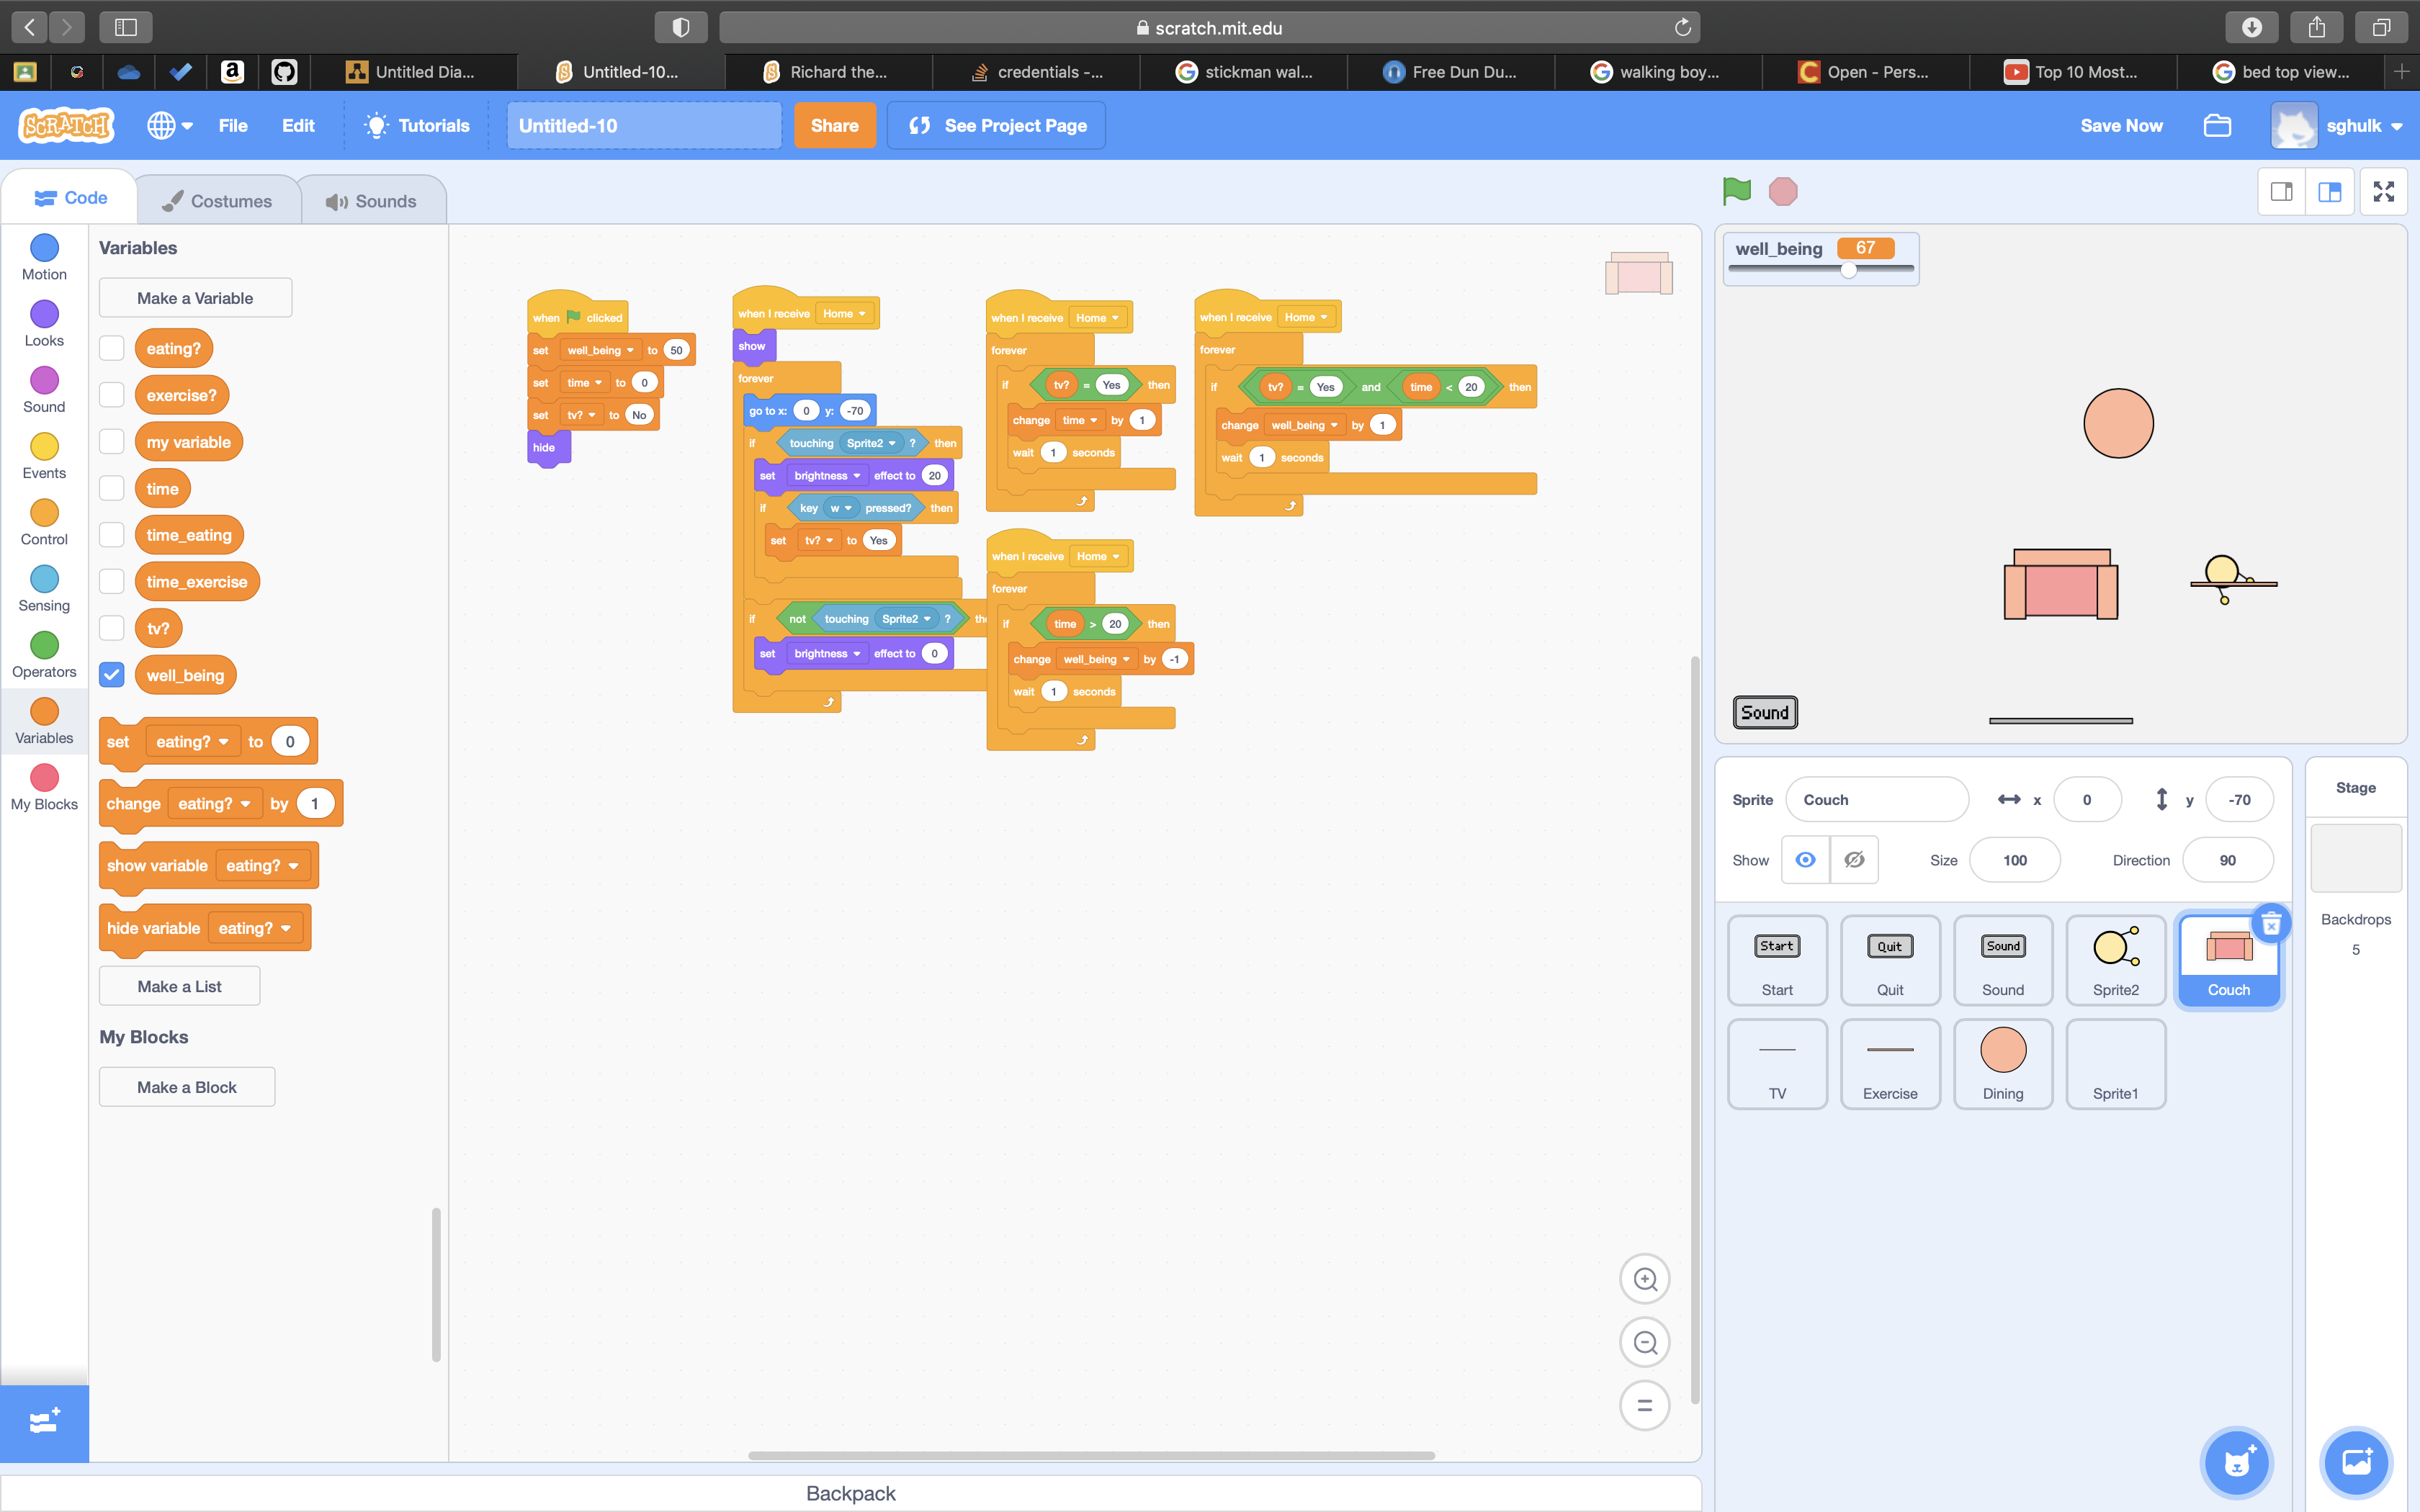 scratch.mit.edu
Untitled Dia...
Untitled-10...
Richard the...
credentials -...
stickman wal...
Free Dun Du...
walking boy...
Open - Pers...
Top 10 Most...
bed top view...
SCRATCH
File
Edit
Tutorials
Untitled-10
Share
See Project Page
Save Now
sghulk
Code
Costumes
Sounds
Motion
Looks
Sound
Events
Control
Sensing
Operators
Variables
My Blocks
Variables
Make a Variable
eating?
exercise?
my variable
time
time_eating
time_exercise
tv?
well_being
set eating? to 0
change eating? by 1
show variable eating?
hide variable eating?
Make a List
My Blocks
Make a Block
when clicked
set well_being to 50
set time to 0
set tv? to No
hide
when I receive Home
show
forever
go to x: 0 y: -70
if touching Sprite2 ? then
set brightness effect to 20
if key w pressed? then
set tv? to Yes
if not touching Sprite2 ? the
set brightness effect to 0
when I receive Home
forever
if tv? = Yes then
change time by 1
wait 1 seconds
when I receive Home
forever
if time > 20 then
change well_being by -1
wait 1 seconds
when I receive Home
forever
if tv? = Yes and time < 20 then
change well_being by 1
wait 1 seconds
Backpack
well_being 67
Sound
Sprite Couch x 0 y -70
Show Size 100 Direction 90
Start
Start
Quit
Quit
Sound
Sound
Sprite2
Couch
TV
Exercise
Dining
Sprite1
Stage
Backdrops
5